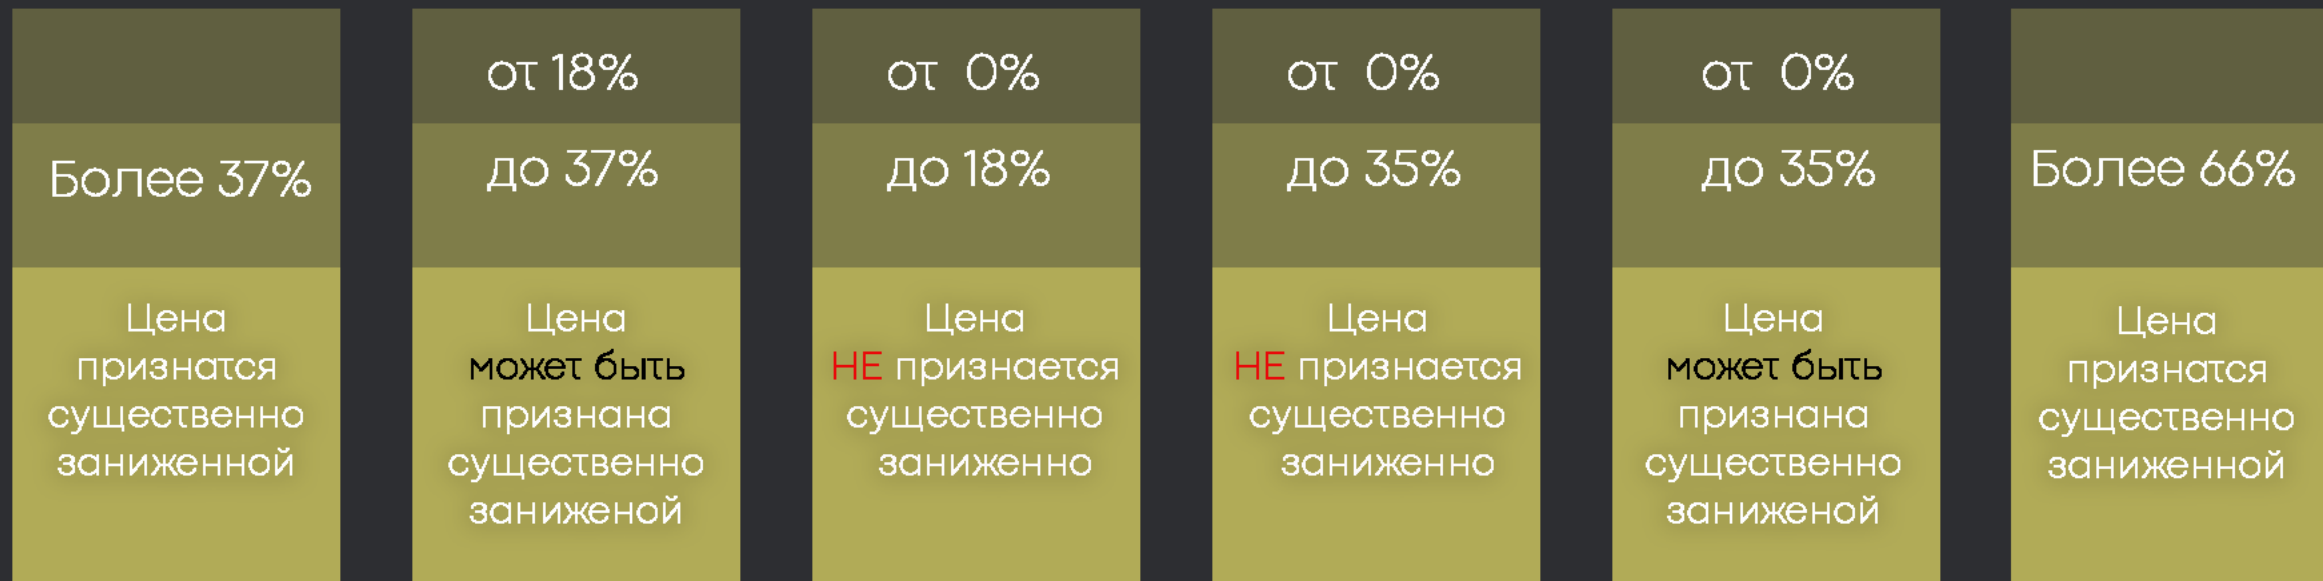 Более 37%
Цена
признатся
существенно
заниженной
от 18%
до 37%
Цена
может быть
признана
существенно
заниженой
от 0%
до 18%
Цена
НЕ признается
существенно
заниженно
от 0%
до 35%
Цена
НЕ признается
существенно
заниженно
от 0%
до 35%
Цена
может быть
признана
существенно
заниженой
Более 66%
Цена
признатся
существенно
заниженной